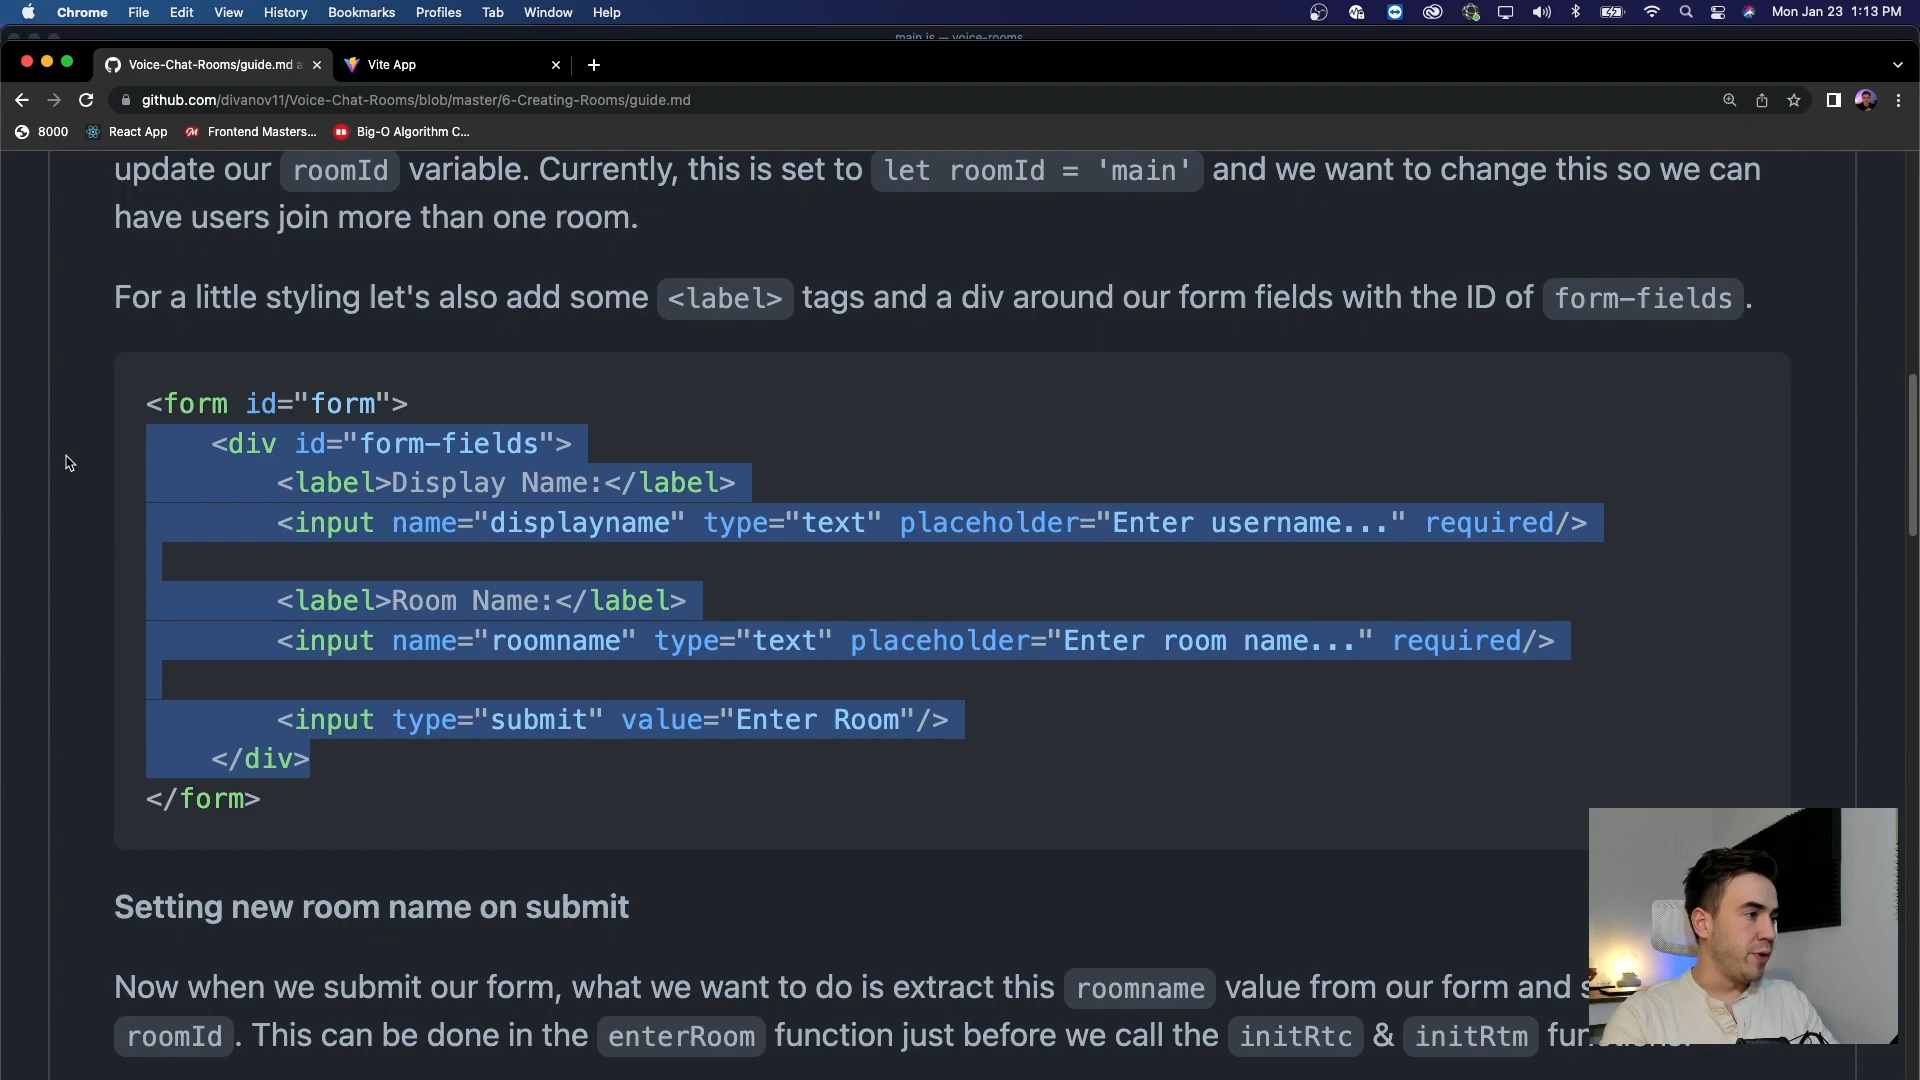 Chrome File Edit View History Bookmarks Profiles Tab Window Help Mon Jan 23 1:13 PM
main.js — voice-rooms
Voice-Chat-Rooms/guide.md a Vite App
github.com/divanov11/Voice-Chat-Rooms/blob/master/6-Creating-Rooms/guide.md
8000 React App Frontend Masters... Big-O Algorithm C...
update our roomId variable. Currently, this is set to let roomId = 'main' and we want to change this so we can
have users join more than one room.
For a little styling let's also add some <label> tags and a div around our form fields with the ID of form-fields .
<form id="form">
<div id="form-fields">
<label>Display Name:</label>
<input name="displayname" type="text" placeholder="Enter username..." required/>
<label>Room Name:</label>
<input name="roomname" type="text" placeholder="Enter room name..." required/>
<input type="submit" value="Enter Room"/>
</div>
</form>
Setting new room name on submit
Now when we submit our form, what we want to do is extract this roomname value from our form and
roomId . This can be done in the enterRoom function just before we call the initRtc & initRtm